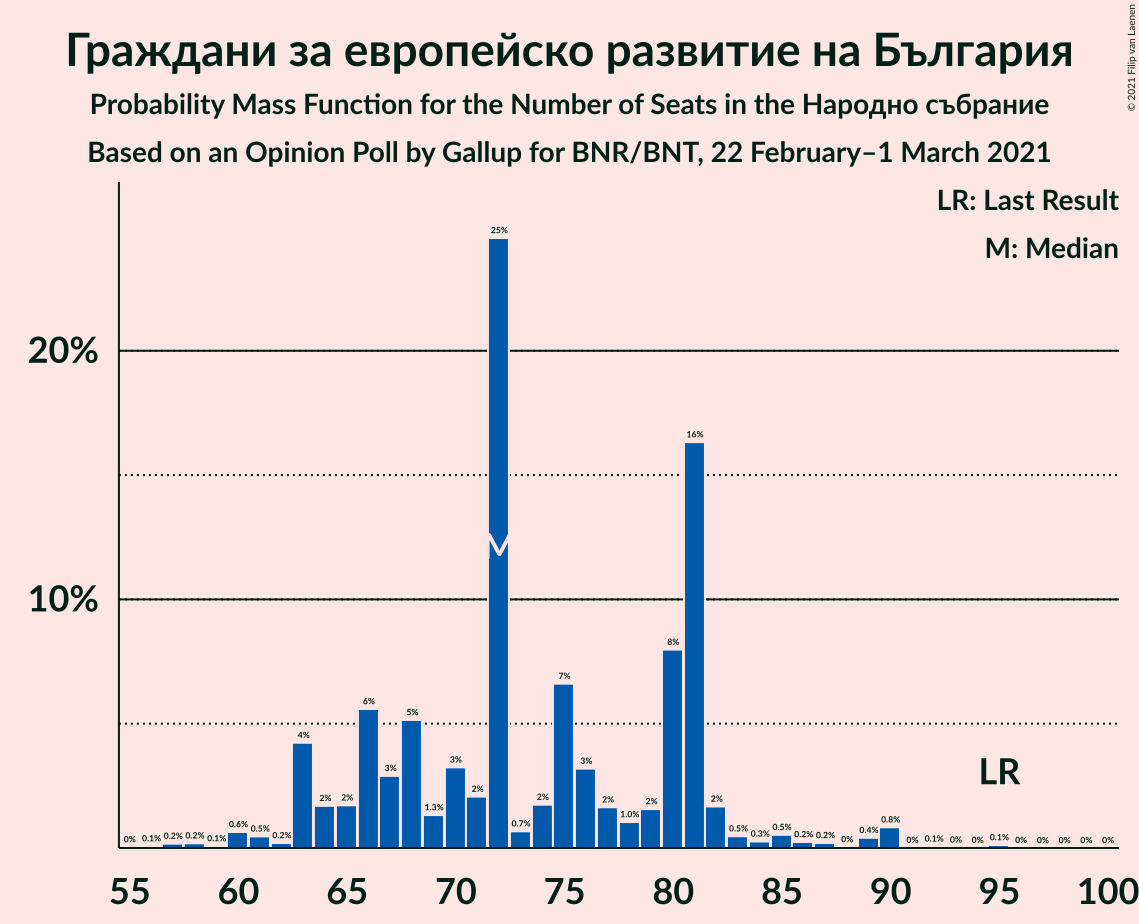 Граждани за европейско развитие на България
Probability Mass Function for the Number of Seats in the Народно събрание
Based on an Opinion Poll by Gallup for BNR/BNT, 22 February–1 March 2021
© 2021 Filip van Laenen
LR: Last Result
M: Median
20%
10%
25%
16%
8%
7%
6%
5%
4%
3%
3%
3%
2%
2%
2%
2%
2%
2%
2%
1.3%
1.0%
0.7%
LR
M
0% 0.1% 0.2% 0.2% 0.1% 0.6% 0.5% 0.2%
0.5% 0.3% 0.5% 0.2% 0.2% 0% 0.4% 0.8% 0% 0.1% 0% 0% 0.1% 0% 0% 0% 0% 0%
55 60 65 70 75 80 85 90 95 100